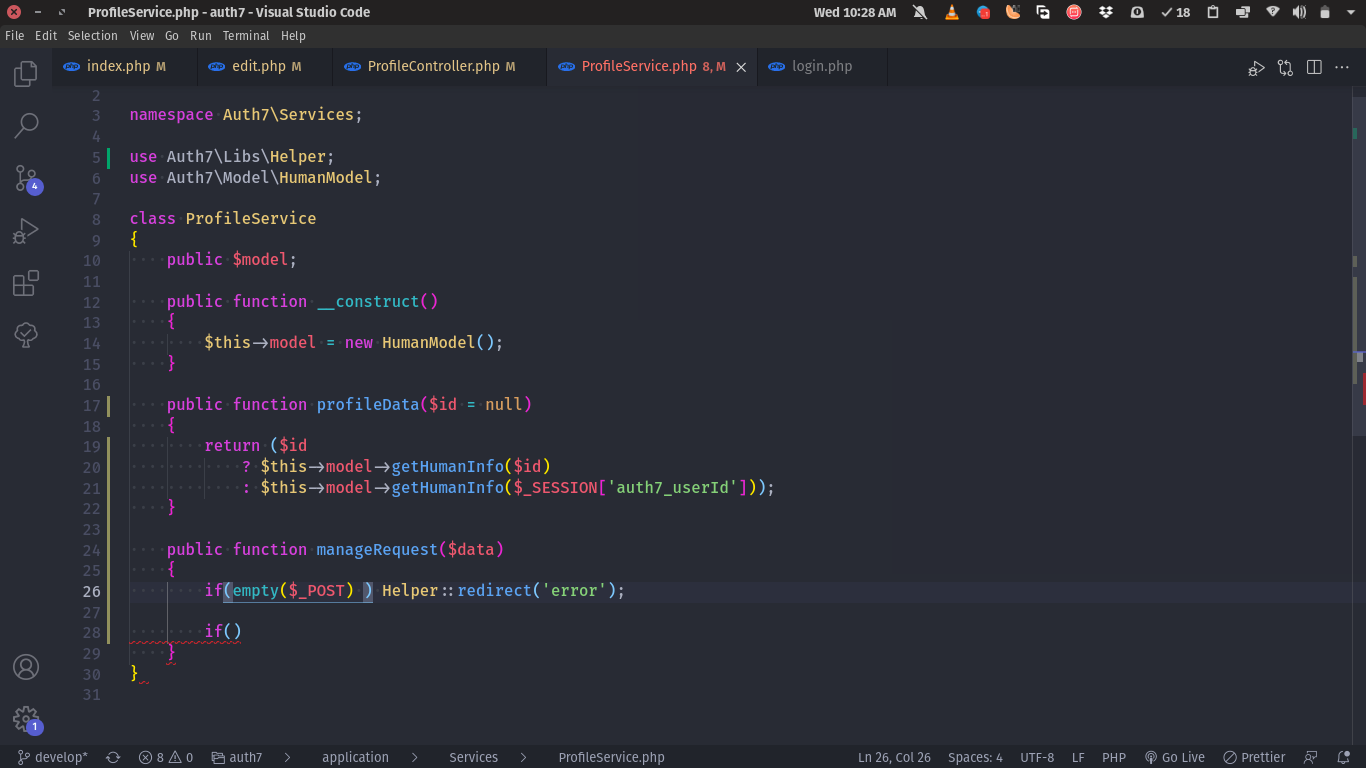 ProfileService.php - auth7 - Visual Studio Code
Wed 10:28 AM
18
File Edit Selection View Go Run Terminal Help
index.php M
edit.php M
ProfileController.php M
ProfileService.php 8, M
login.php
2
3 namespace Auth7\Services;
4
5 use Auth7\Libs\Helper;
6 use Auth7\Model\HumanModel;
7
8 class ProfileService
9 {
10 public $model;
11
12 public function __construct()
13 {
14 $this->model = new HumanModel();
15 }
16
17 public function profileData($id = null)
18 {
19 return ($id
20 ? $this->model->getHumanInfo($id)
21 : $this->model->getHumanInfo($_SESSION['auth7_userId']));
22 }
23
24 public function manageRequest($data)
25 {
26 if(empty($_POST) ) Helper::redirect('error');
27
28 if()
29 }
30 }
31
4
1
develop* 8 0 auth7 > application > Services > ProfileService.php Ln 26, Col 26 Spaces: 4 UTF-8 LF PHP Go Live Prettier